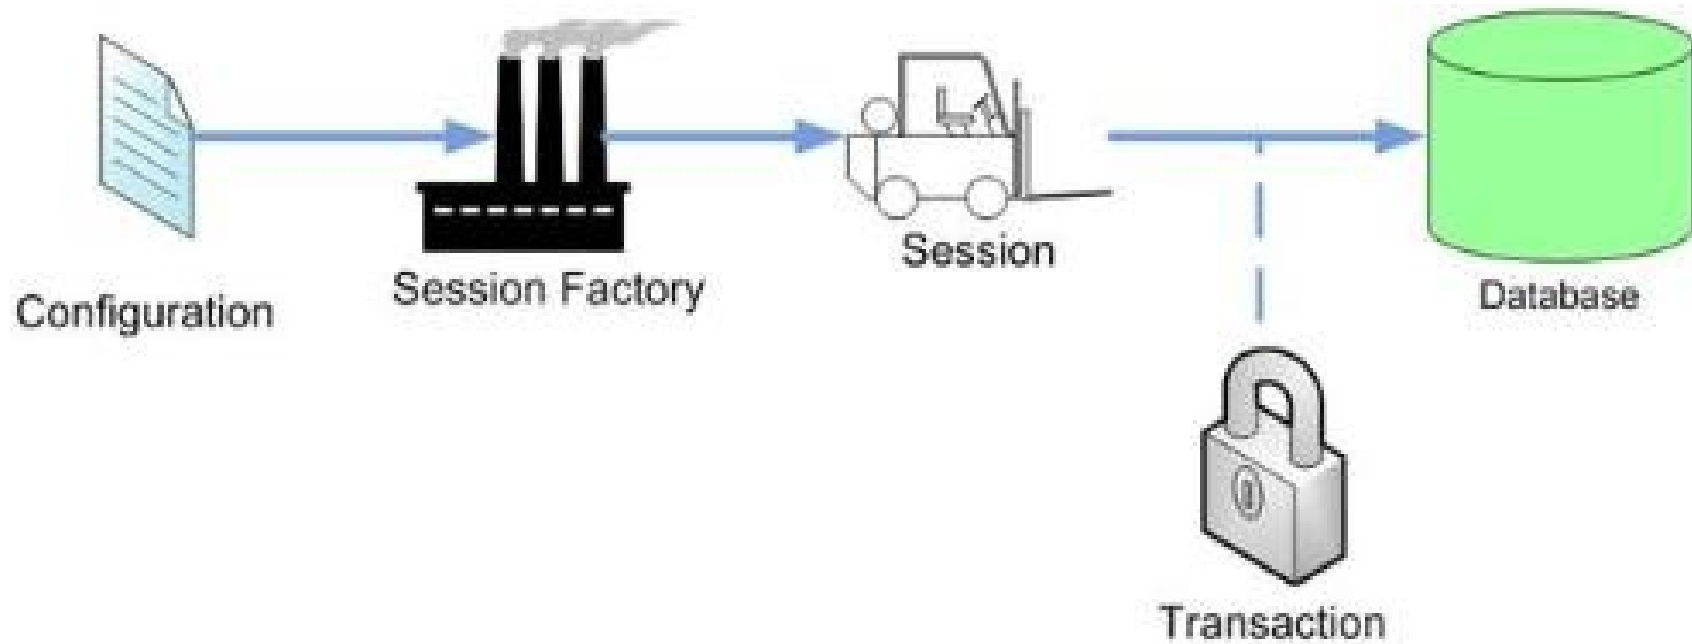 Configuration
Session Factory
Session
Database
Transaction